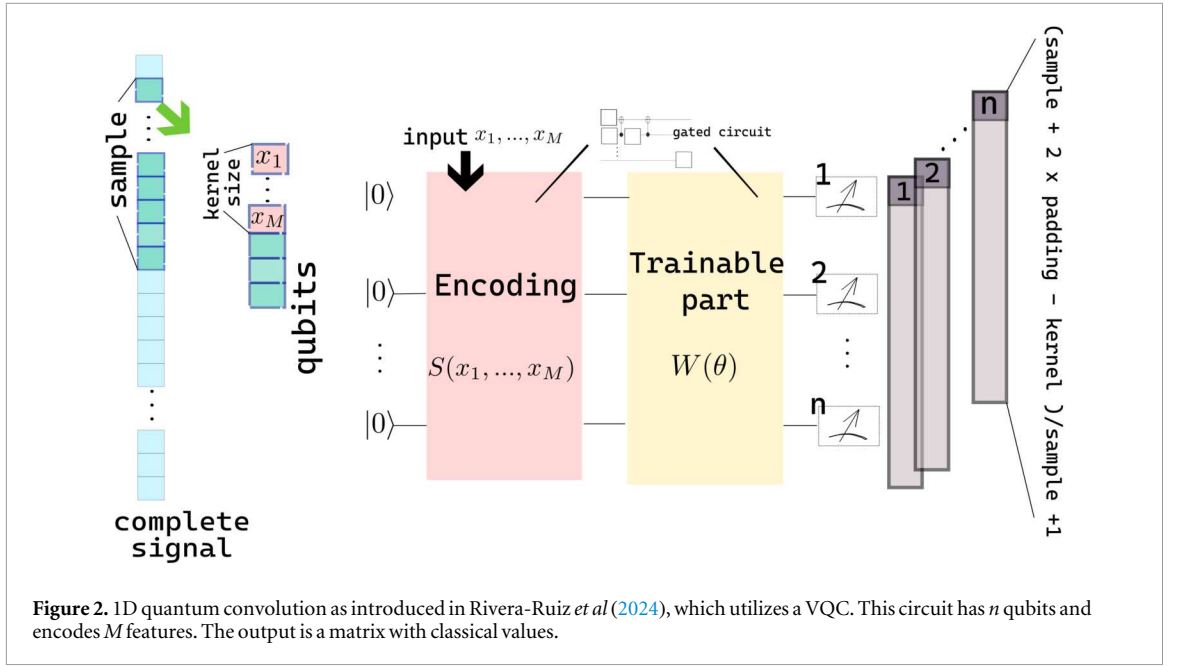 sample
complete
signal
kernel
size
x₁
x_M
qubits
input x₁,...,x_M
|0⟩
|0⟩
|0⟩
Encoding
S(x₁,...,x_M)
gated circuit
Trainable
part
W(θ)
1
2
n
1
2
n
(sample + 2 x padding - kernel )/sample +1
Figure 2. 1D quantum convolution as introduced in Rivera-Ruiz et al (2024), which utilizes a VQC. This circuit has n qubits and
encodes M features. The output is a matrix with classical values.